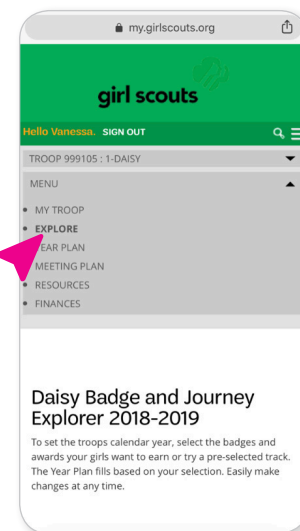 my.girlscouts.org
girl scouts
Hello Vanessa. SIGN OUT
TROOP 999105 : 1-DAISY
MENU
MY TROOP
EXPLORE
PLAN
MEETING PLAN
RESOURCES
FINANCES
Daisy Badge and Journey
Explorer 2018-2019
To set the troops calendar year, select the badges and
awards your girls want to earn or try a pre-selected track.
The Year Plan fills based on your selection. Easily make
changes at any time.